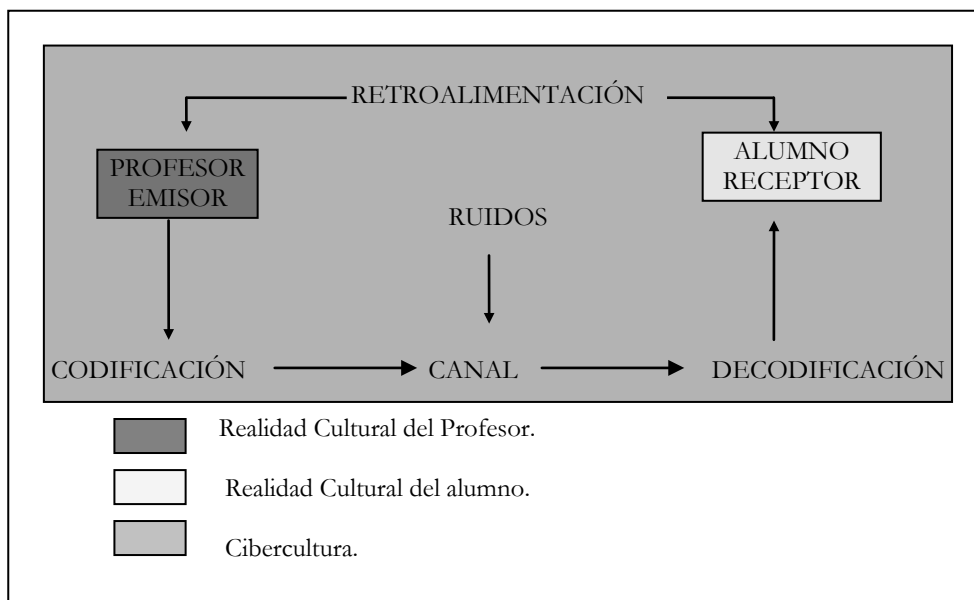 RETROALIMENTACIÓN
PROFESOR
EMISOR
ALUMNO
RECEPTOR
RUIDOS
CODIFICACIÓN
CANAL
DECODIFICACIÓN
Realidad Cultural del Profesor.
Realidad Cultural del alumno.
Cibercultura.